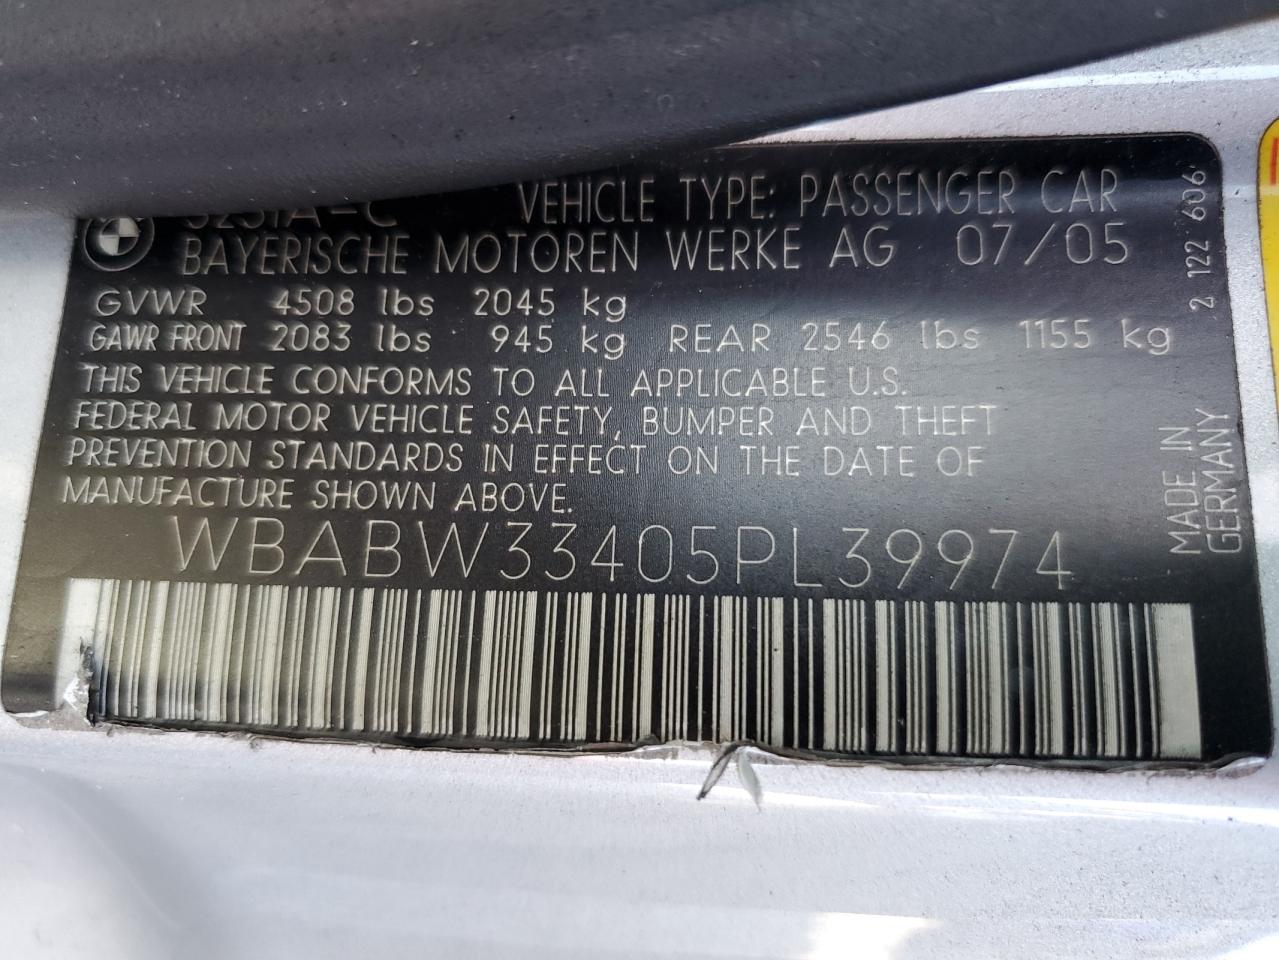 VEHICLE TYPE: PASSENGER CAR
BAYERISCHE MOTOREN WERKE AG 07/05
GVWR 4508 lbs 2045 kg
GAWR FRONT 2083 lbs 945 kg REAR 2546 lbs 1155 kg
THIS VEHICLE CONFORMS TO ALL APPLICABLE U.S.
FEDERAL MOTOR VEHICLE SAFETY, BUMPER AND THEFT
PREVENTION STANDARDS IN EFFECT ON THE DATE OF
MANUFACTURE SHOWN ABOVE.
WBABW33405PL39974
MADE IN
GERMANY
2 122 606